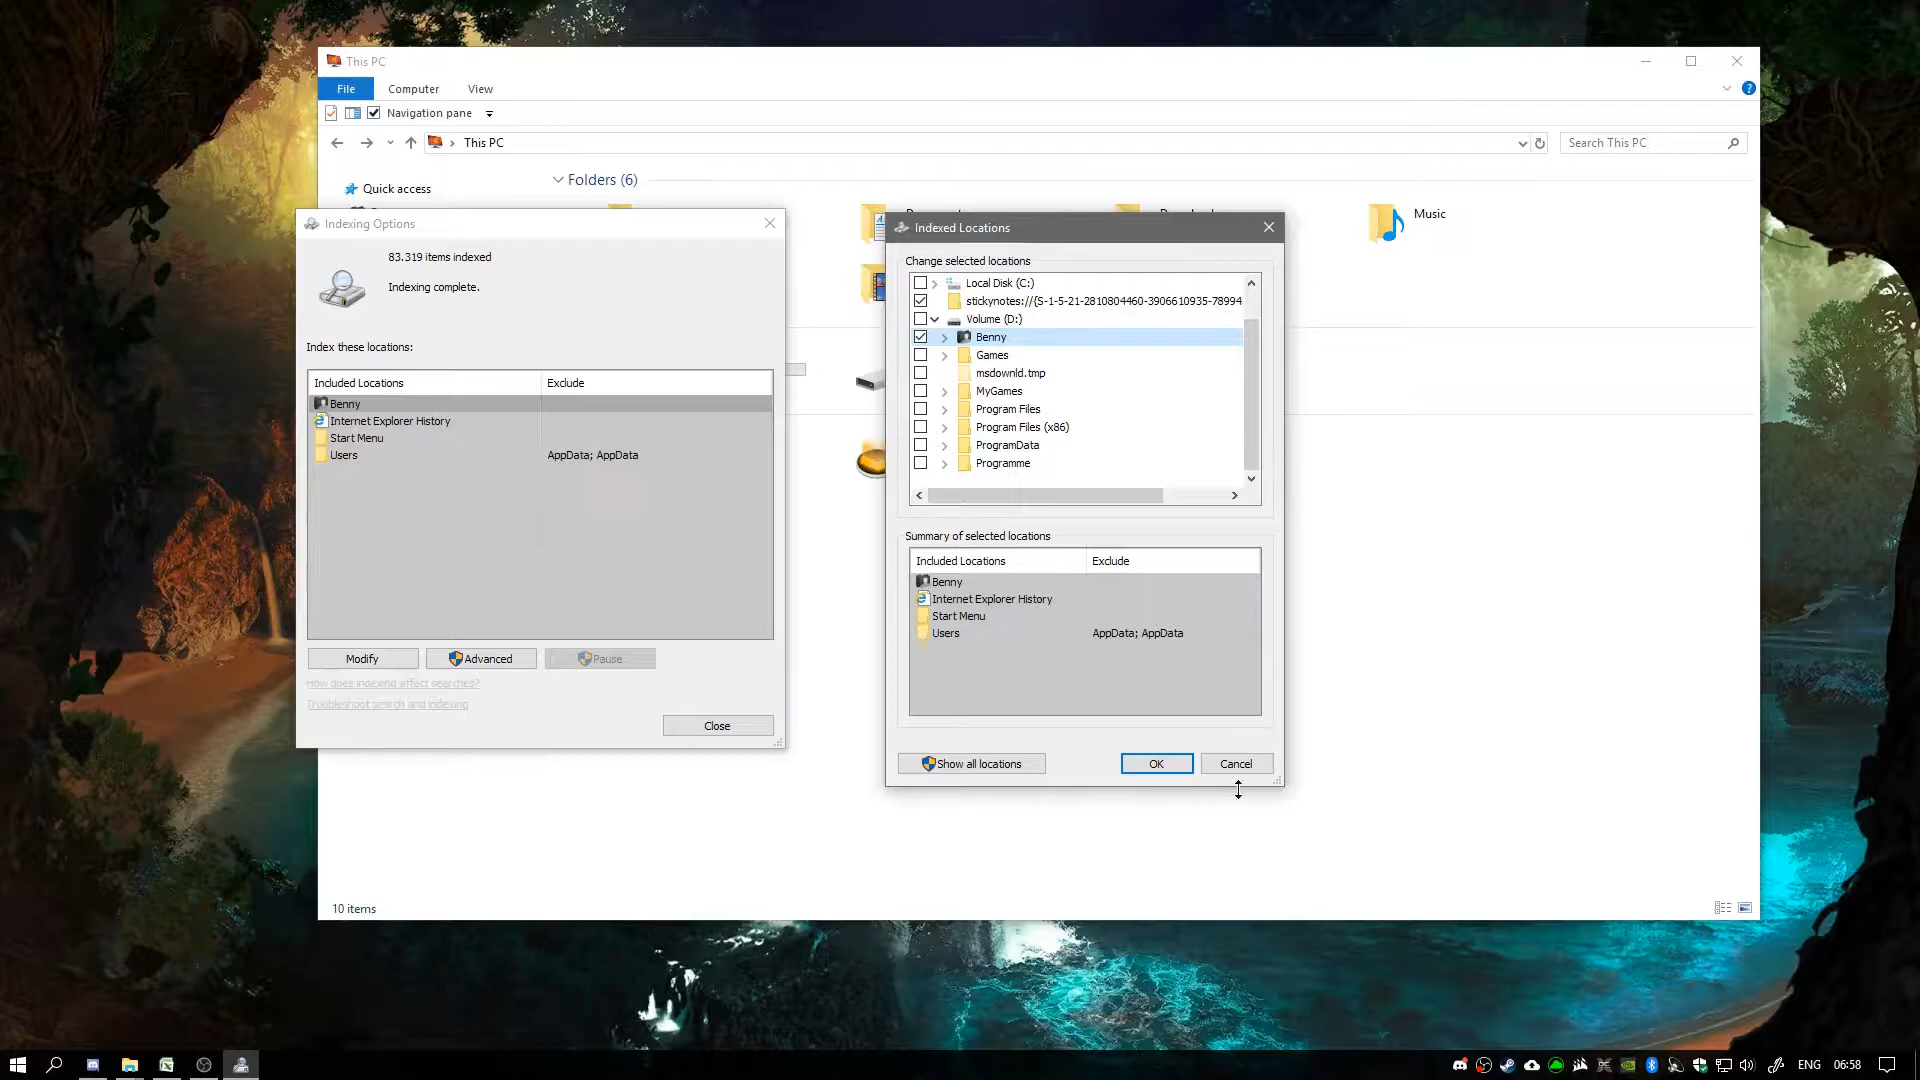 This PC
File
Computer
View
Navigation pane
This PC
Search This PC
Quick access
Folders (6)
Music
Indexing Options
83.319 items indexed
Indexing complete.
Index these locations:
Included Locations
Exclude
Benny
Internet Explorer History
Start Menu
Users
AppData; AppData
Modify
Advanced
Pause
How does indexing affect searches?
Troubleshoot search and indexing
Close
Indexed Locations
Change selected locations
Local Disk (C:)
stickynotes://{S-1-5-21-2810804460-3906610935-78994
Volume (D:)
Benny
Games
msdownld.tmp
MyGames
Program Files
Program Files (x86)
ProgramData
Programme
Summary of selected locations
Included Locations
Exclude
Benny
Internet Explorer History
Start Menu
Users
AppData; AppData
Show all locations
OK
Cancel
10 items
ENG
06:58